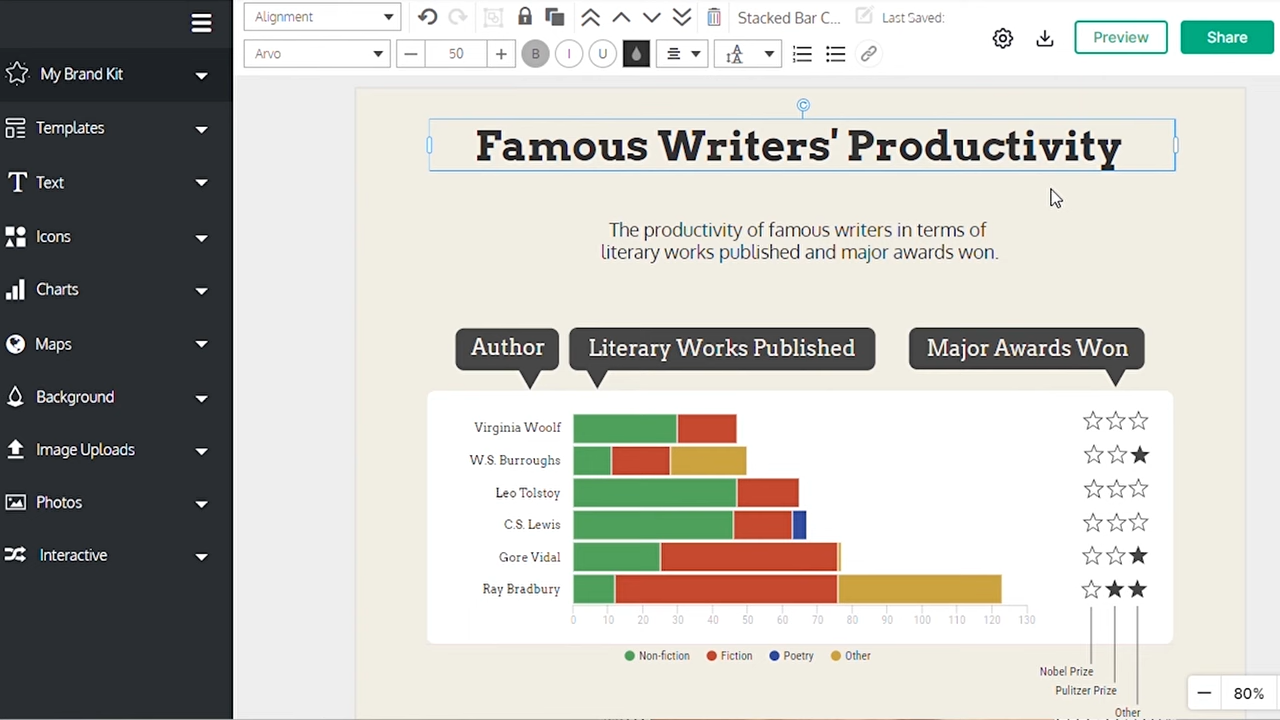 Alignment
Stacked Bar C...
Last Saved:
Preview
Share
Arvo
50
B
I
U
A
My Brand Kit
Templates
Text
Icons
Charts
Maps
Background
Image Uploads
Photos
Interactive
Famous Writers' Productivity
The productivity of famous writers in terms of
literary works published and major awards won.
Author
Literary Works Published
Major Awards Won
Virginia Woolf
W.S. Burroughs
Leo Tolstoy
C.S. Lewis
Gore Vidal
Ray Bradbury
0 10 20 30 40 50 60 70 80 90 100 110 120 130
Non-fiction Fiction Poetry Other
Nobel Prize
Pulitzer Prize
Other
80%